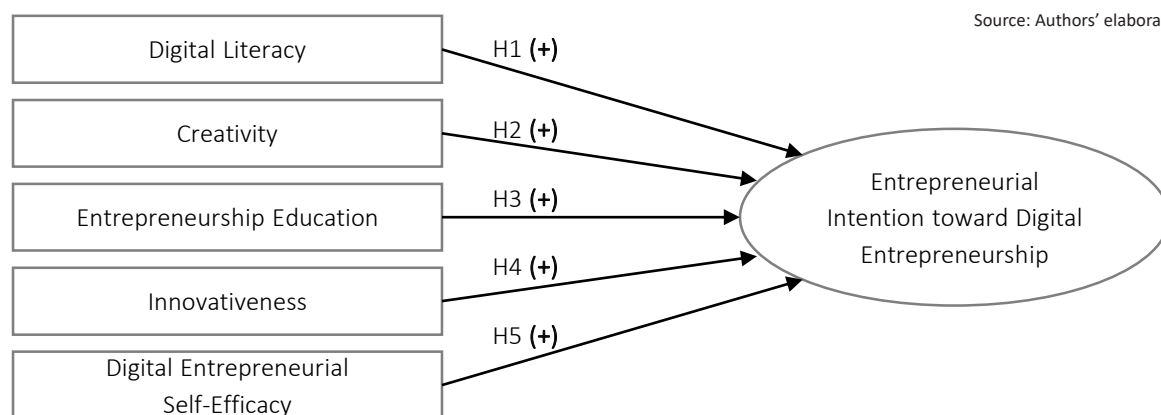 Source: Authors' elabora
Digital Literacy
H1 (+)
Creativity
H2 (+)
Entrepreneurship Education
H3 (+)
Innovativeness
H4 (+)
Digital Entrepreneurial
Self-Efficacy
H5 (+)
Entrepreneurial
Intention toward Digital
Entrepreneurship